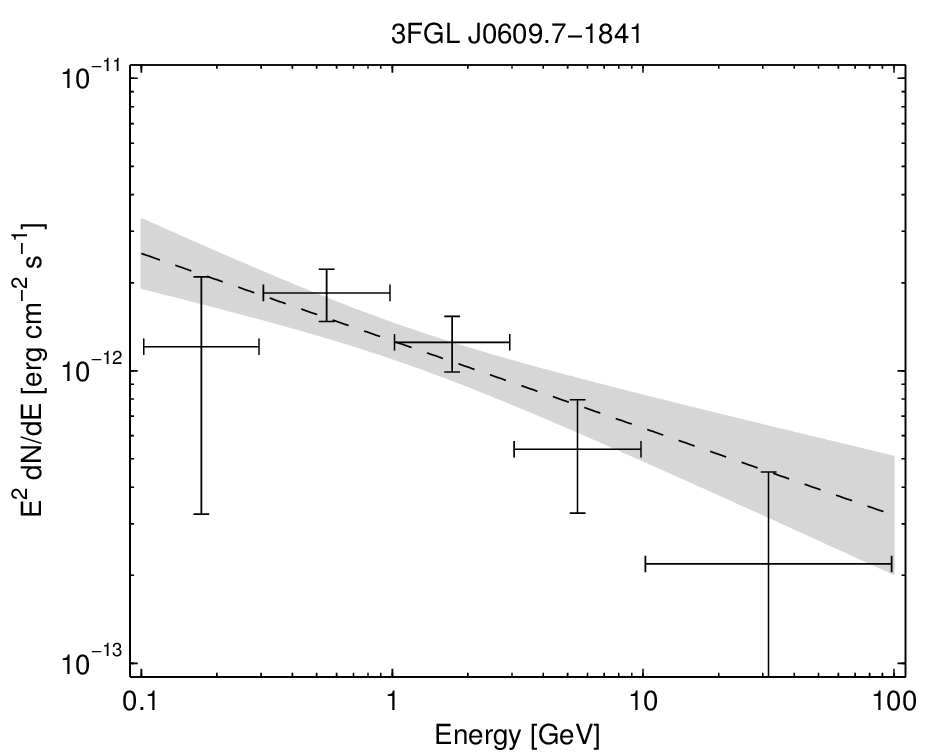 3FGL J0609.7−1841
10⁻¹¹
10⁻¹²
10⁻¹³
E² dN/dE [erg cm⁻² s⁻¹]
0.1 1 10 100
Energy [GeV]